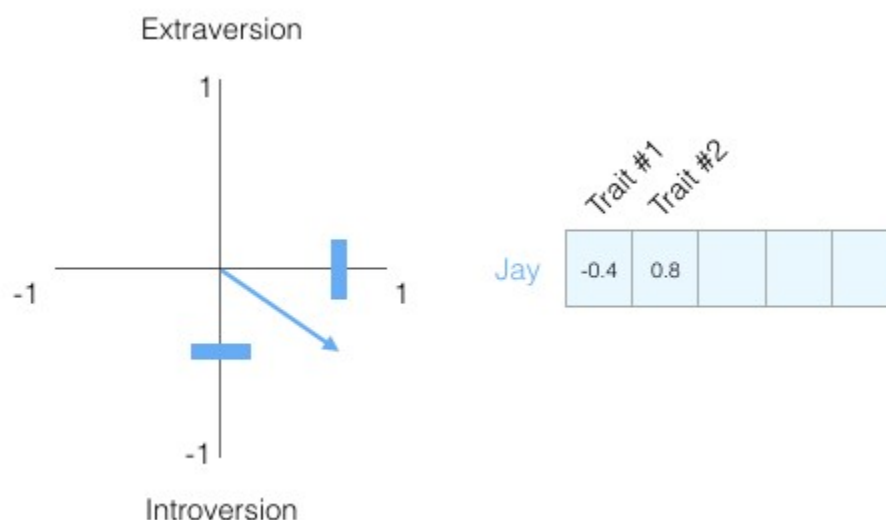 Extraversion
1
-1
1
-1
Introversion
Trait #1
Trait #2
Jay
-0.4
0.8